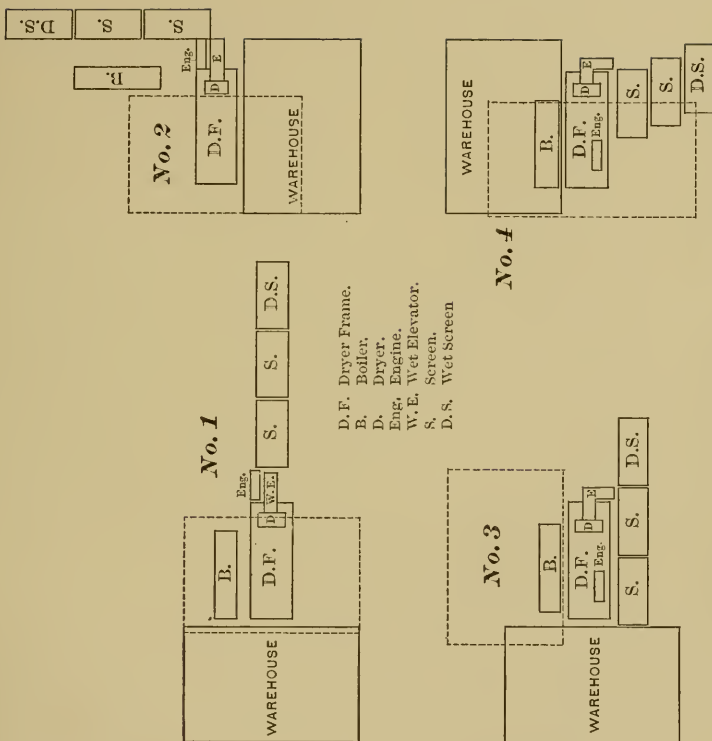 No. 1
WAREHOUSE
B.
D.F.
D
W.E.
Eng.
S.
S.
D.S.
No. 2
D.S.
S.
S.
B.
Eng.
E
D
D.F.
WAREHOUSE
D.F. Dryer Frame.
B. Boiler.
D. Dryer.
Eng. Engine.
W.E. Wet Elevator.
S. Screen.
D.S. Wet Screen
No. 3
WAREHOUSE
B.
D.F.
Eng.
D
E
S.
S.
D.S.
No. 4
WAREHOUSE
B.
D.F.
Eng.
D
E
S.
S.
D.S.